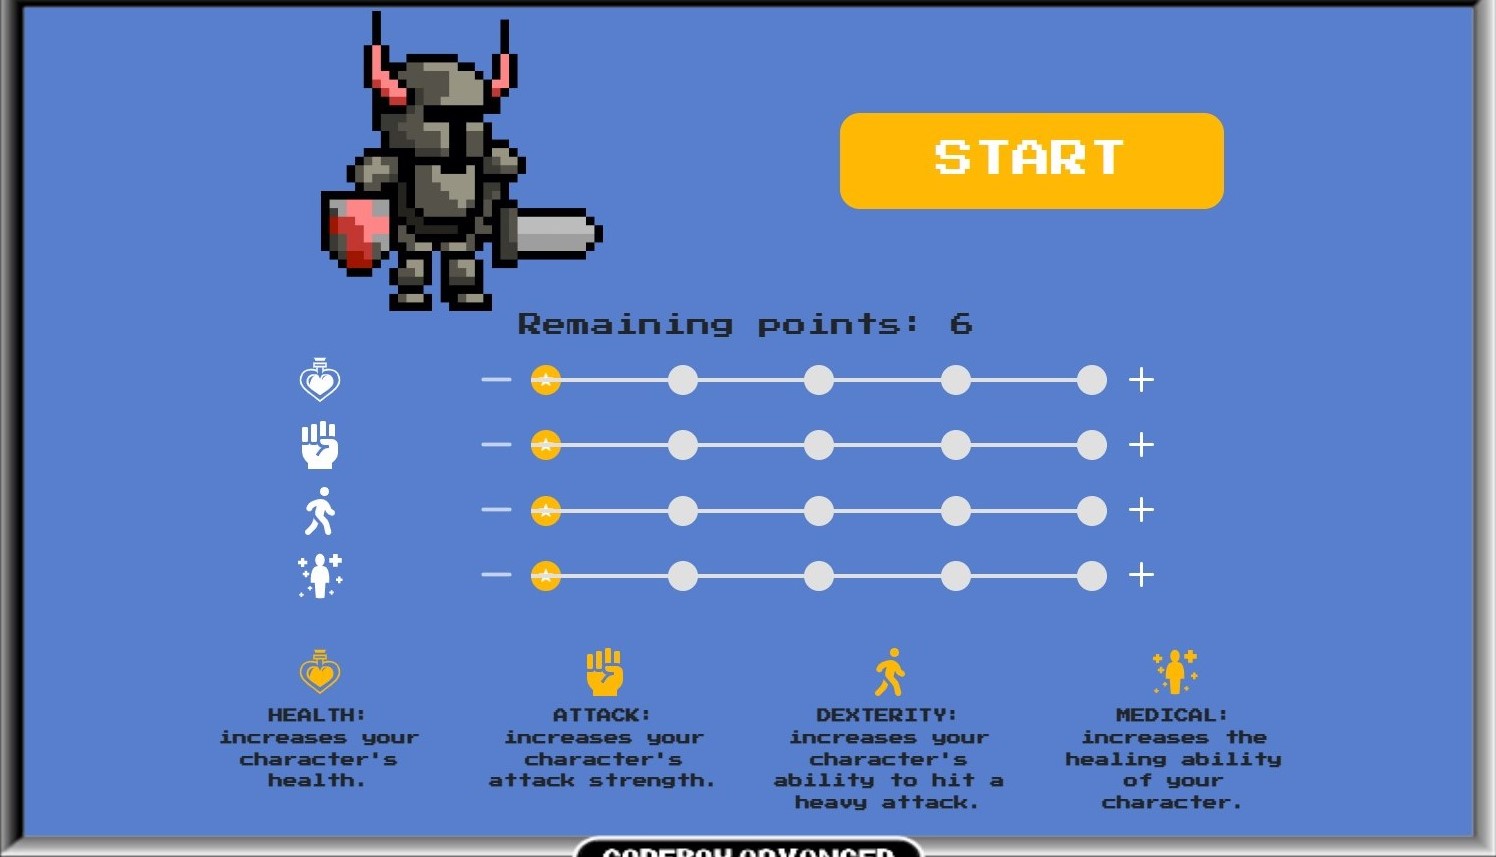 START
Remaining points: 6
HEALTH:
increases your
character's
health.
ATTACK:
increases your
character's
attack strength.
DEXTERITY:
increases your
character's
ability to hit a
heavy attack.
MEDICAL:
increases the
healing ability
of your
character.